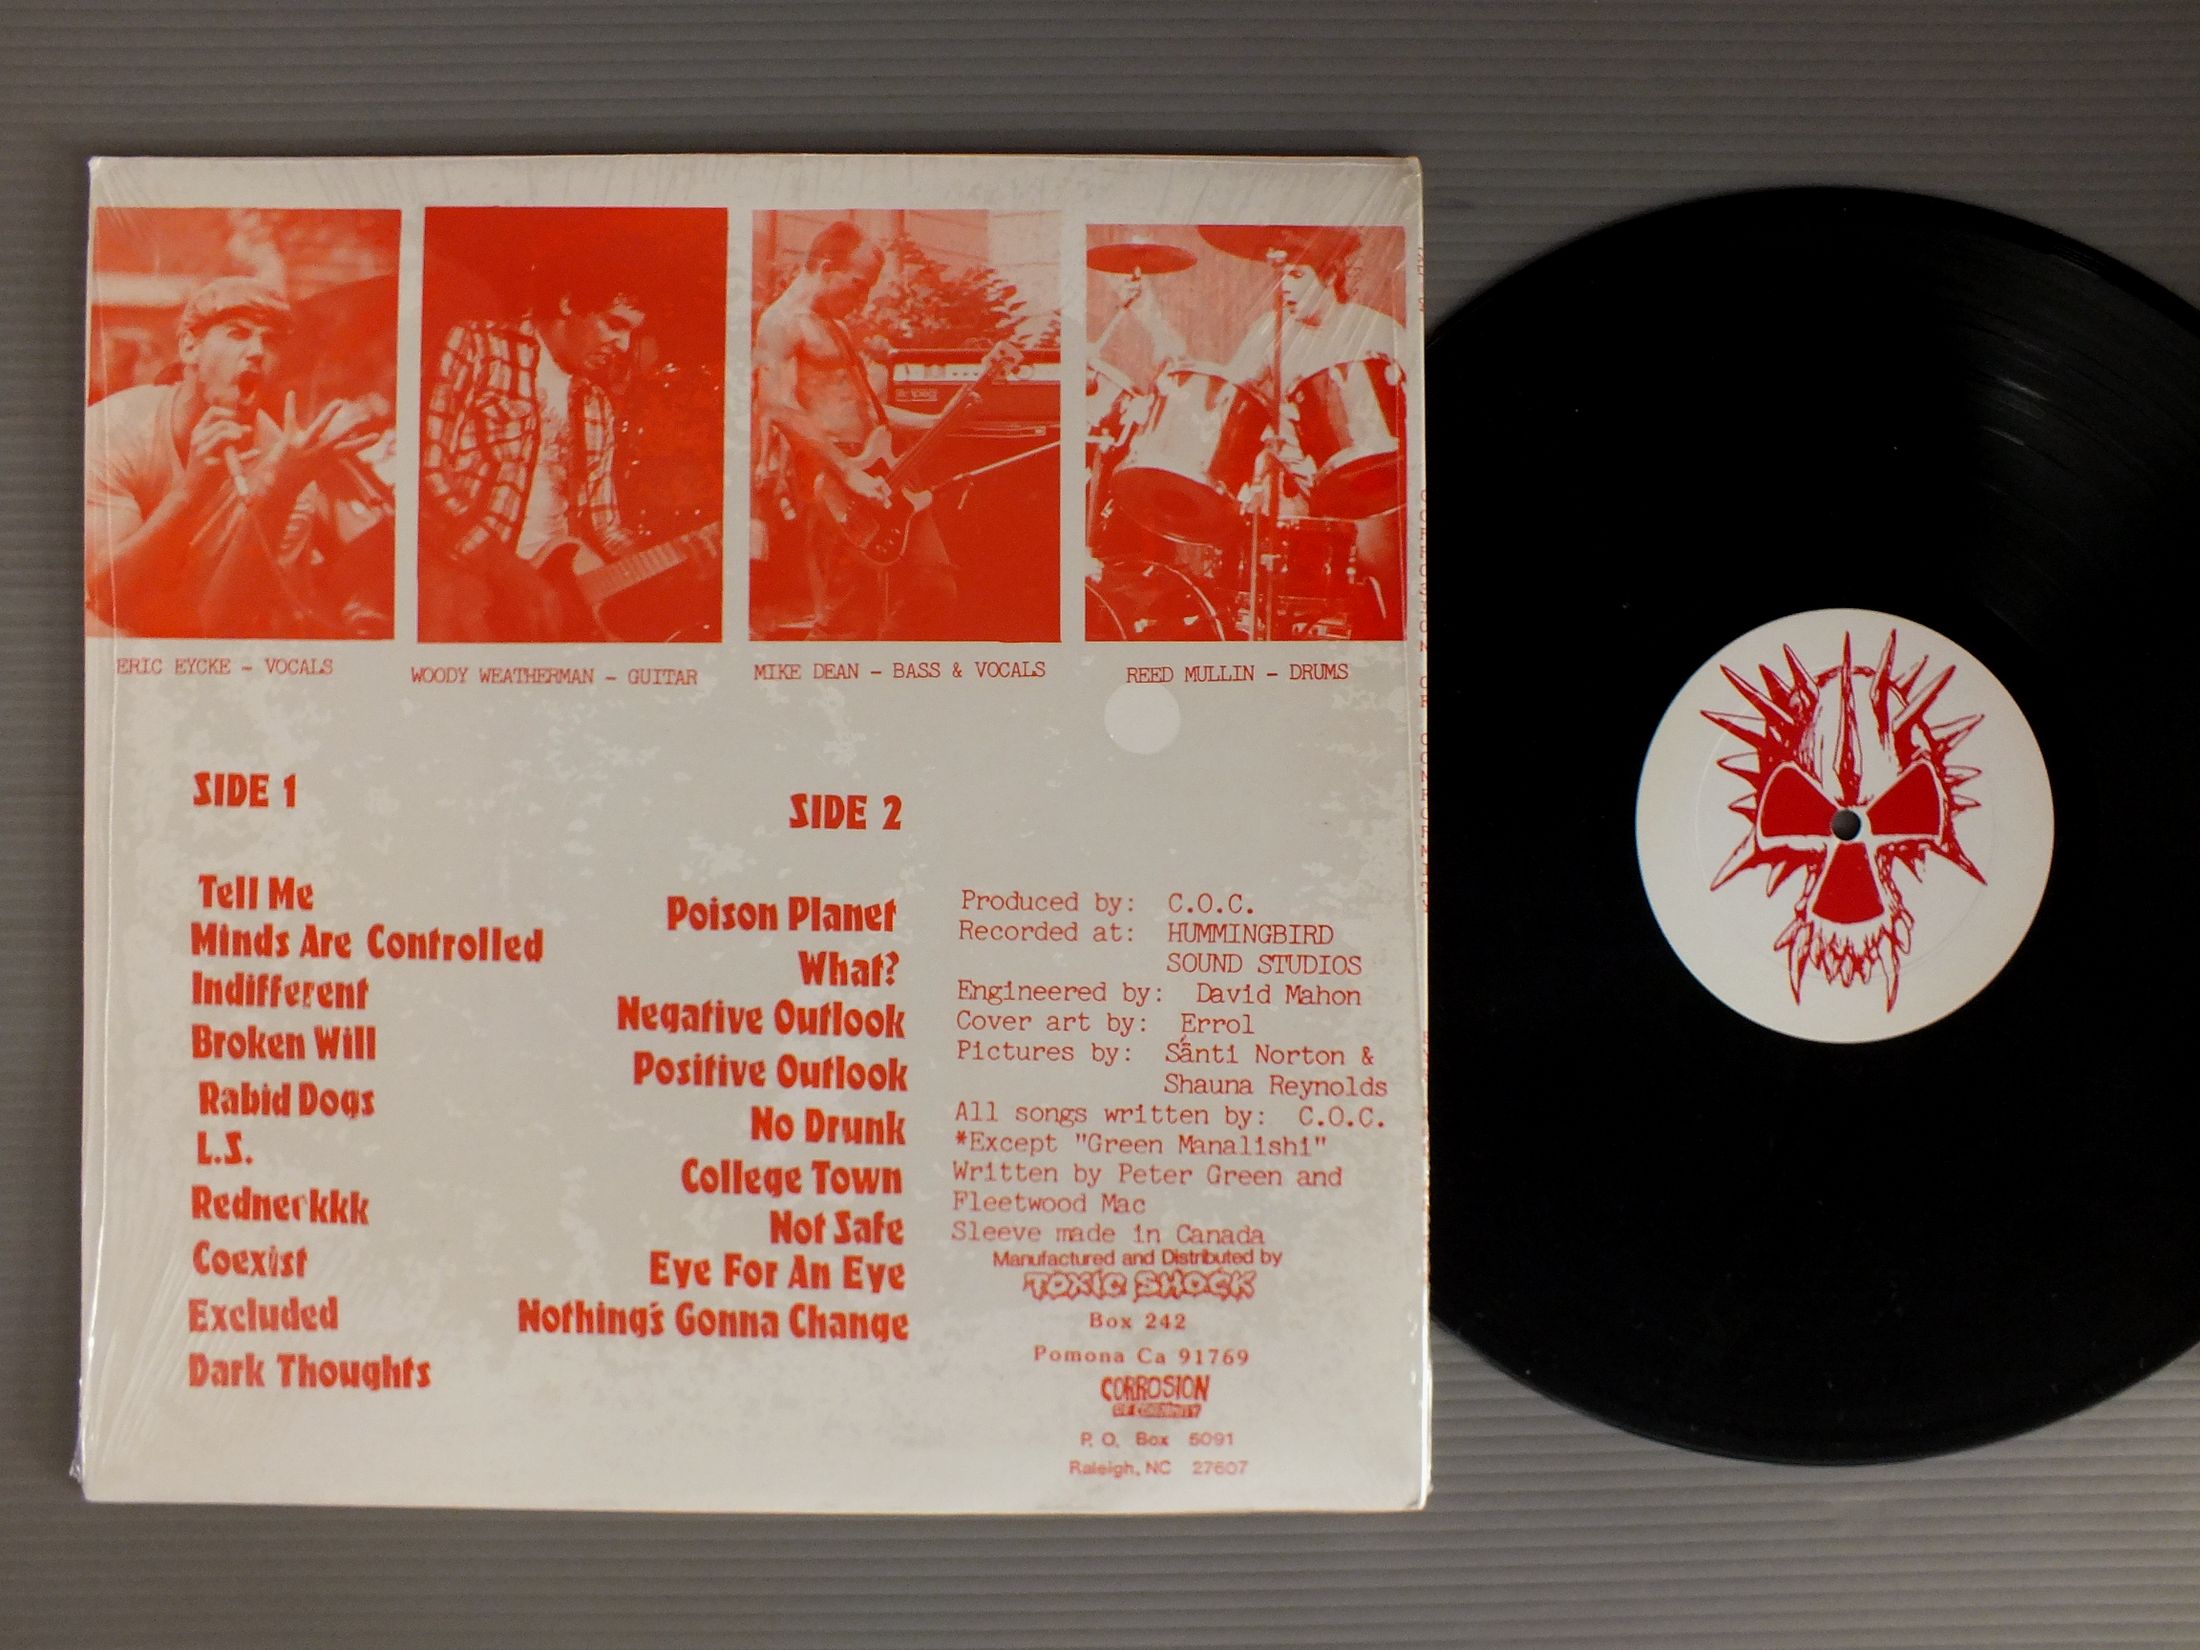 ERIC EYCKE - VOCALS
WOODY WEATHERMAN - GUITAR
MIKE DEAN - BASS & VOCALS
REED MULLIN - DRUMS
SIDE 1
Tell Me
Minds Are Controlled
Indifferent
Broken Will
Rabid Dogs
L.S.
Rednerkkk
Coexist
Excluded
Dark Thoughts
SIDE 2
Poison Planet
What?
Negative Outlook
Positive Outlook
No Drunk
College Town
Not Safe
Eye For An Eye
Nothing's Gonna Change
Produced by: C.O.C.
Recorded at: HUMMINGBIRD
SOUND STUDIOS
Engineered by: David Mahon
Cover art by: Errol
Pictures by: Sánti Norton &
Shauna Reynolds
All songs written by: C.O.C.
*Except "Green Manalishi"
Written by Peter Green and
Fleetwood Mac
Sleeve made in Canada
Manufactured and Distributed by
TOXIC SHOCK
Box 242
Pomona Ca 91769
CORROSION
OF CONFORMITY
P. O. Box 5091
Raleigh, NC 27607